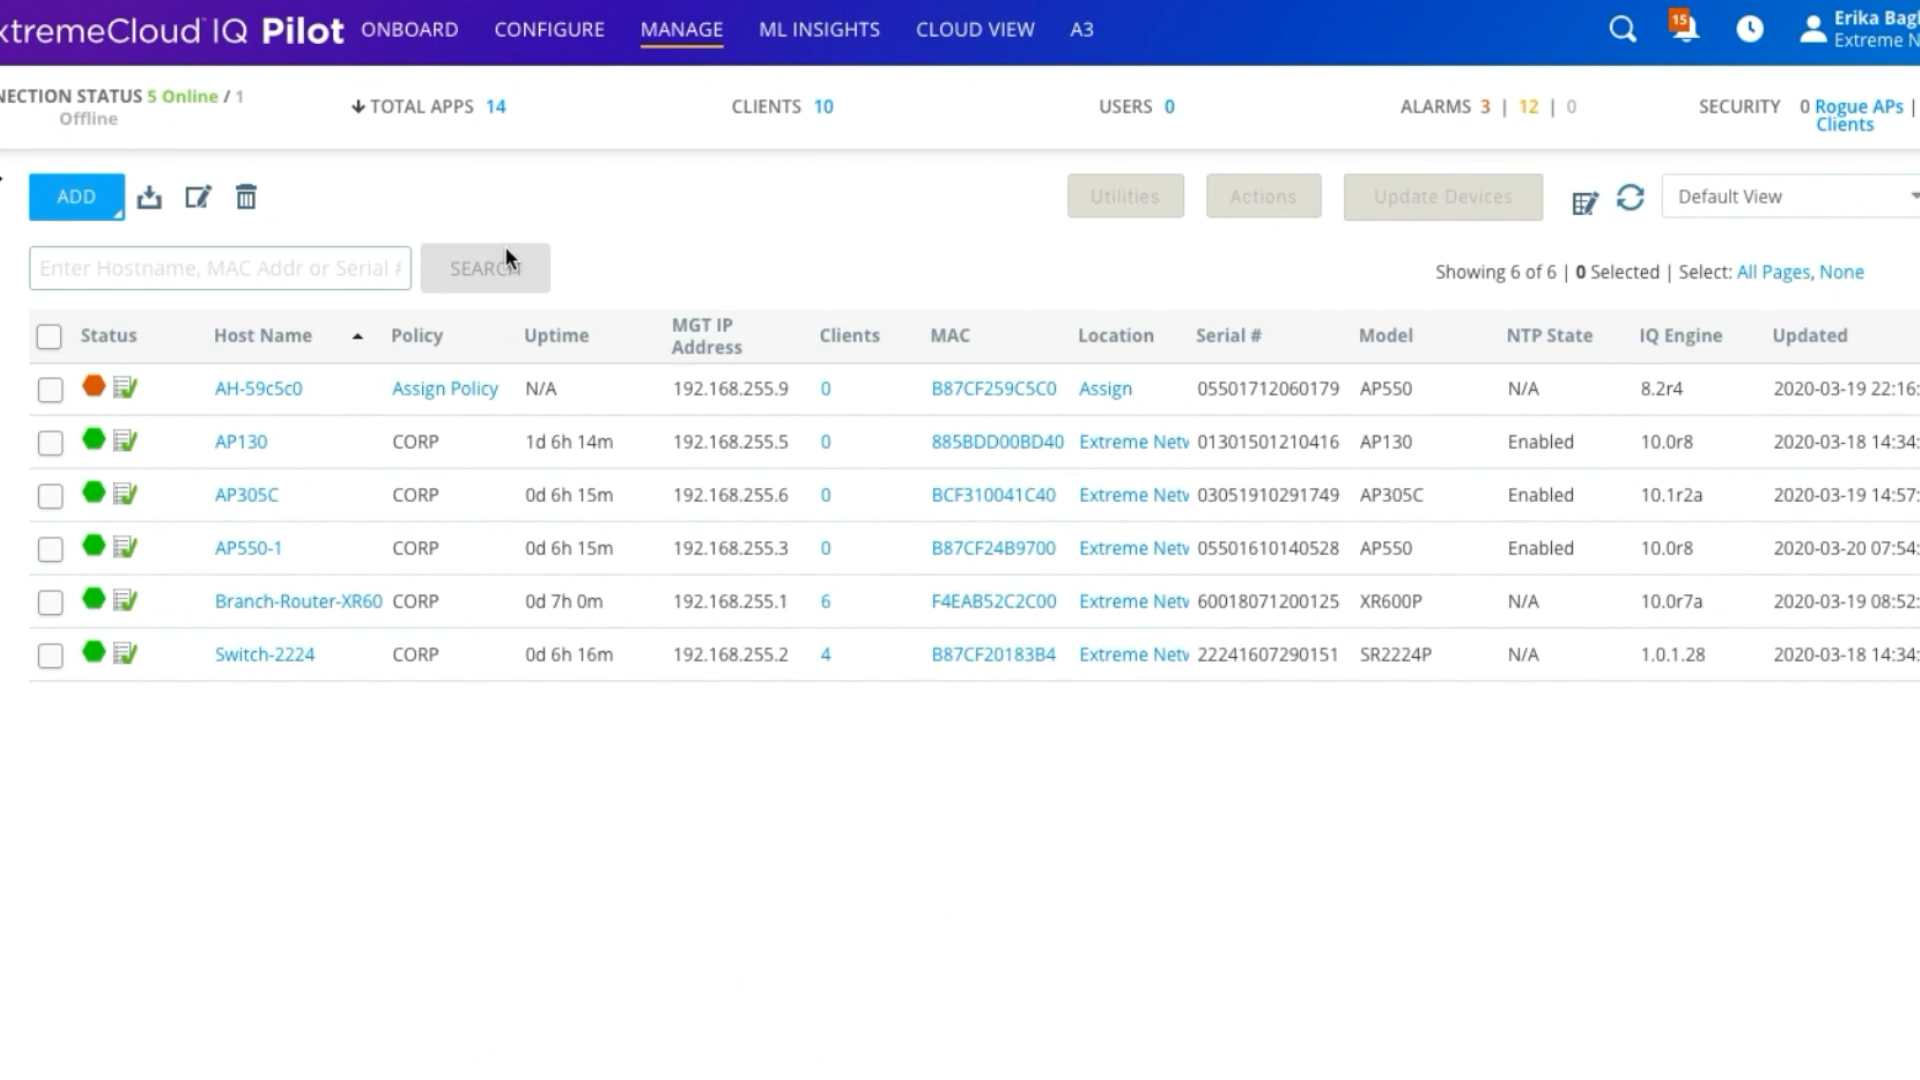 xtremeCloud IQ Pilot ONBOARD CONFIGURE MANAGE ML INSIGHTS CLOUD VIEW A3 15 Erika Bagl
Extreme N
NECTION STATUS 5 Online / 1
Offline
TOTAL APPS 14 CLIENTS 10 USERS 0 ALARMS 3 | 12 | 0 SECURITY 0 Rogue APs |
Clients
ADD Utilities Actions Update Devices Default View
Enter Hostname, MAC Addr or Serial # SEARCH Showing 6 of 6 | 0 Selected | Select: All Pages, None
Status Host Name Policy Uptime MGT IP Address Clients MAC Location Serial # Model NTP State IQ Engine Updated
AH-59c5c0 Assign Policy N/A 192.168.255.9 0 B87CF259C5C0 Assign 05501712060179 AP550 N/A 8.2r4 2020-03-19 22:16:
AP130 CORP 1d 6h 14m 192.168.255.5 0 885BDD00BD40 Extreme Netw 01301501210416 AP130 Enabled 10.0r8 2020-03-18 14:34:
AP305C CORP 0d 6h 15m 192.168.255.6 0 BCF310041C40 Extreme Netw 03051910291749 AP305C Enabled 10.1r2a 2020-03-19 14:57:
AP550-1 CORP 0d 6h 15m 192.168.255.3 0 B87CF24B9700 Extreme Netw 05501610140528 AP550 Enabled 10.0r8 2020-03-20 07:54:
Branch-Router-XR60 CORP 0d 7h 0m 192.168.255.1 6 F4EAB52C2C00 Extreme Netw 60018071200125 XR600P N/A 10.0r7a 2020-03-19 08:52:
Switch-2224 CORP 0d 6h 16m 192.168.255.2 4 B87CF20183B4 Extreme Netw 22241607290151 SR2224P N/A 1.0.1.28 2020-03-18 14:34: